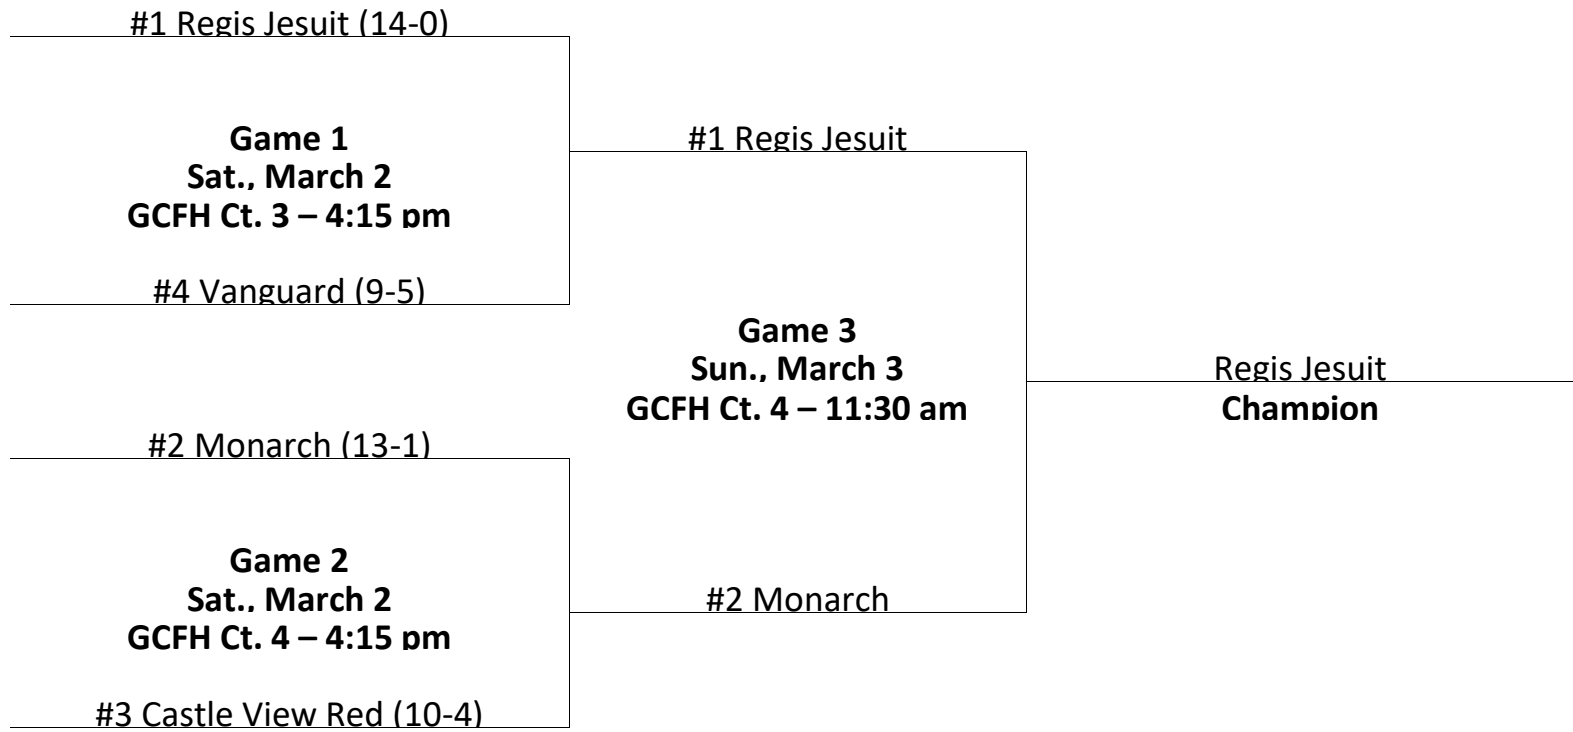 #1 Regis Jesuit (14-0)
Game 1
Sat., March 2
GCFH Ct. 3 – 4:15 pm
#4 Vanguard (9-5)
#1 Regis Jesuit
Game 3
Sun., March 3
GCFH Ct. 4 – 11:30 am
Regis Jesuit
Champion
#2 Monarch (13-1)
Game 2
Sat., March 2
GCFH Ct. 4 – 4:15 pm
#3 Castle View Red (10-4)
#2 Monarch